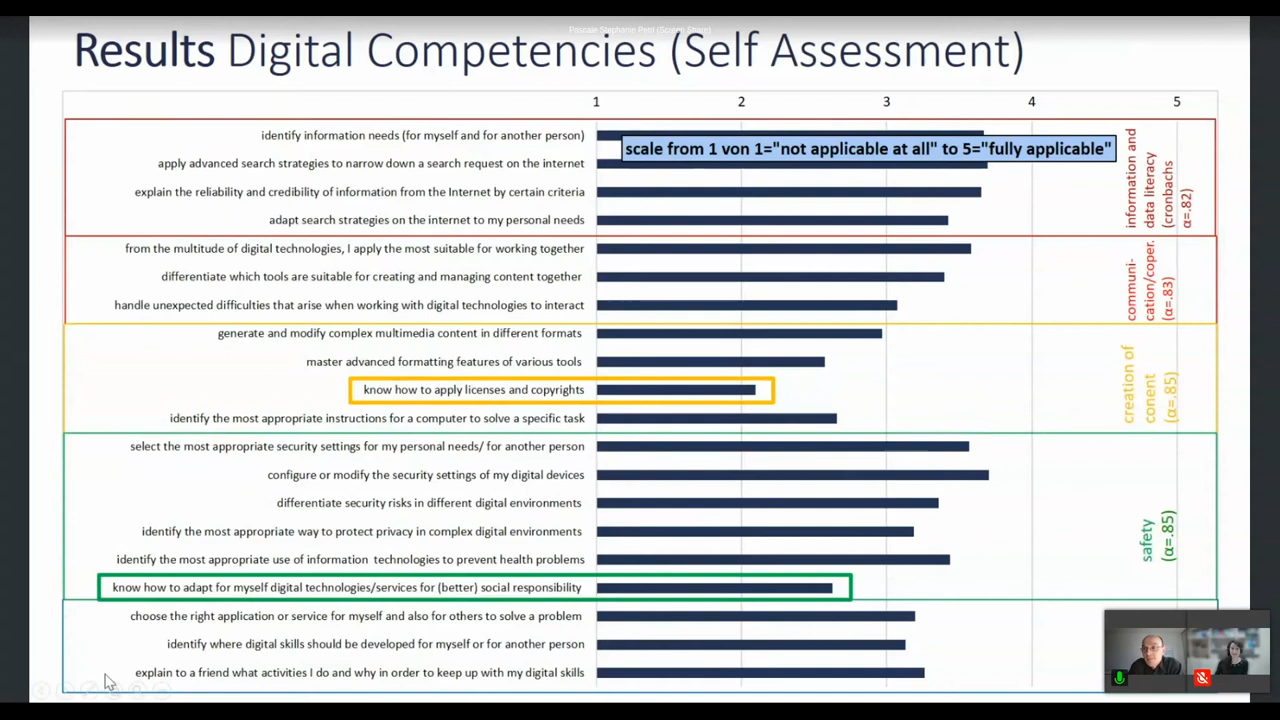 Results Digital Competencies (Self Assessment)
1 2 3 4 5
identify information needs (for myself and for another person)
scale from 1 von 1="not applicable at all" to 5="fully applicable"
apply advanced search strategies to narrow down a search request on the internet
explain the reliability and credibility of information from the Internet by certain criteria
adapt search strategies on the internet to my personal needs
information and
data literacy
(cronbachs
α=.82)
from the multitude of digital technologies, I apply the most suitable for working together
differentiate which tools are suitable for creating and managing content together
handle unexpected difficulties that arise when working with digital technologies to interact
communi-
cation/coper.
(α=.83)
generate and modify complex multimedia content in different formats
master advanced formatting features of various tools
know how to apply licenses and copyrights
identify the most appropriate instructions for a computer to solve a specific task
creation of
conent
(α=.85)
select the most appropriate security settings for my personal needs/ for another person
configure or modify the security settings of my digital devices
differentiate security risks in different digital environments
identify the most appropriate way to protect privacy in complex digital environments
identify the most appropriate use of information technologies to prevent health problems
know how to adapt for myself digital technologies/services for (better) social responsibility
safety
(α=.85)
choose the right application or service for myself and also for others to solve a problem
identify where digital skills should be developed for myself or for another person
explain to a friend what activities I do and why in order to keep up with my digital skills